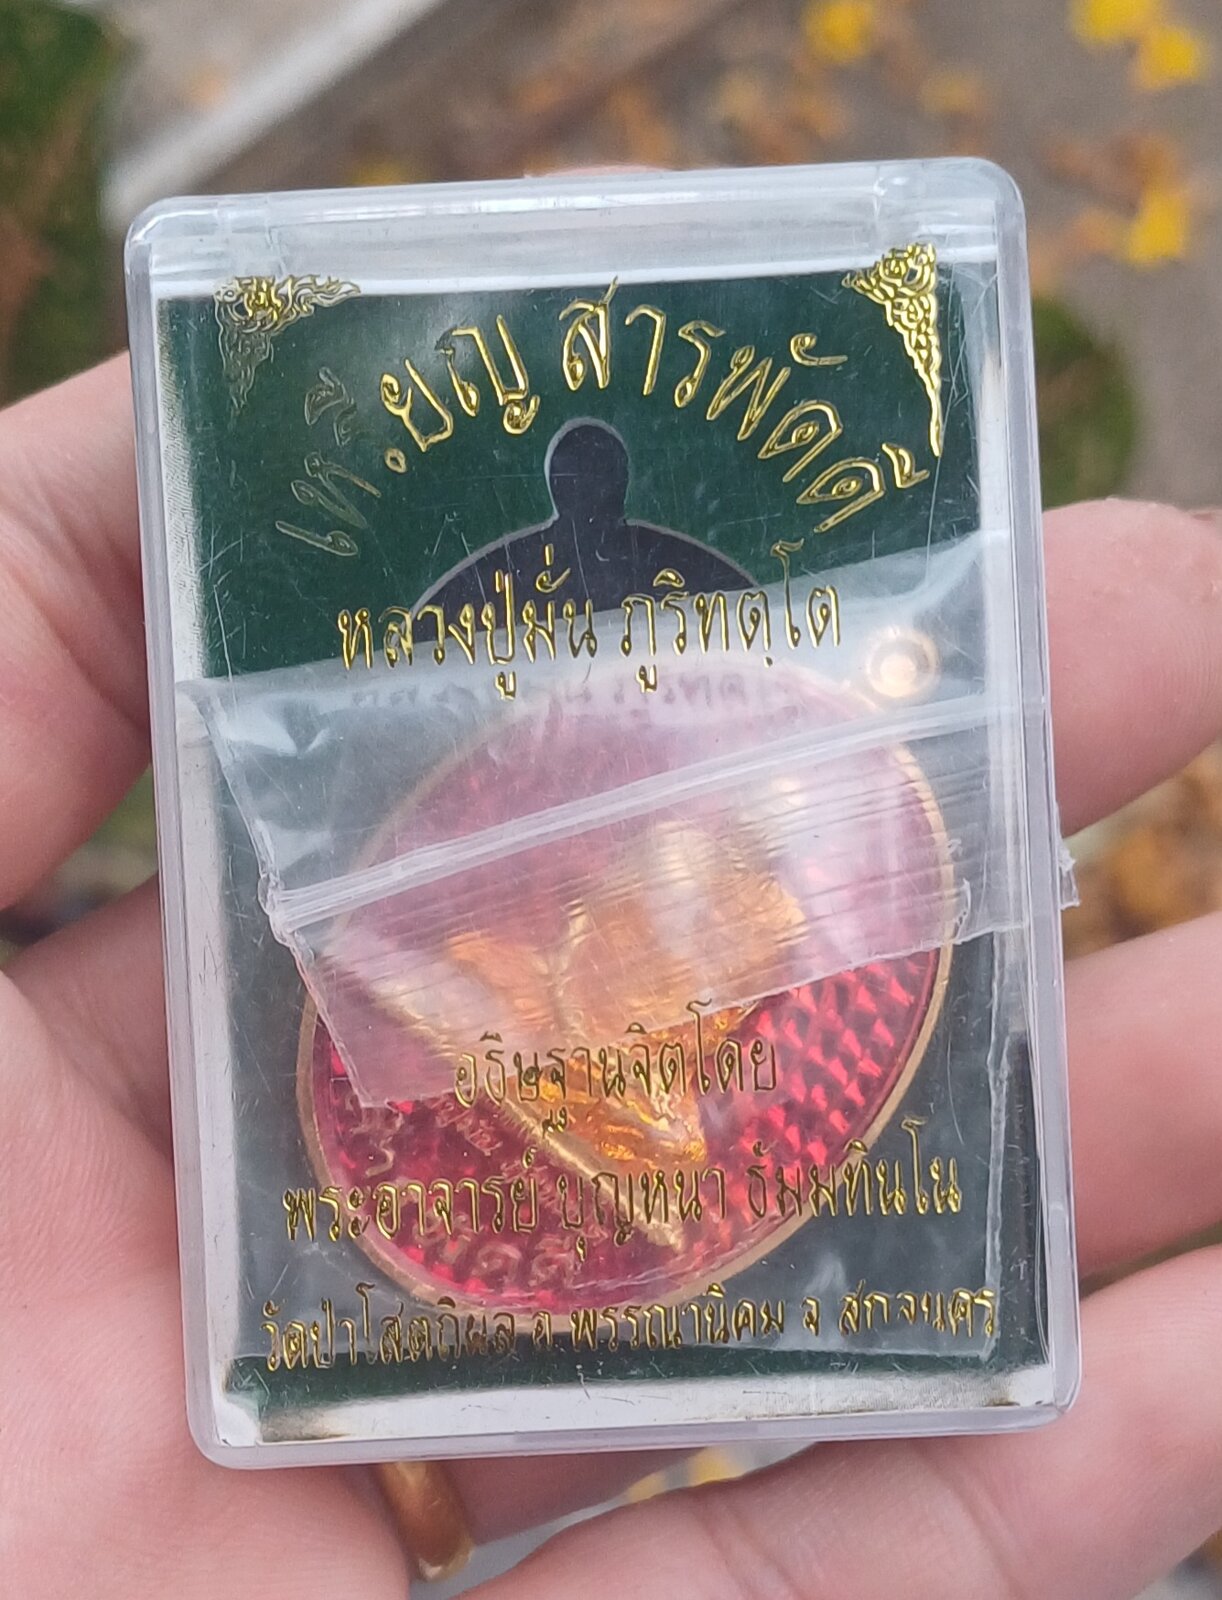 เหรียญ สารพัดดี
หลวงปู่มั่น ภูริทตฺโต
อธิษฐานจิตโดย
พระอาจารย์ บุญหนา ธัมมทินโน
วัดป่าโสตถิผล อ พรรณานิคม จ สกลนคร